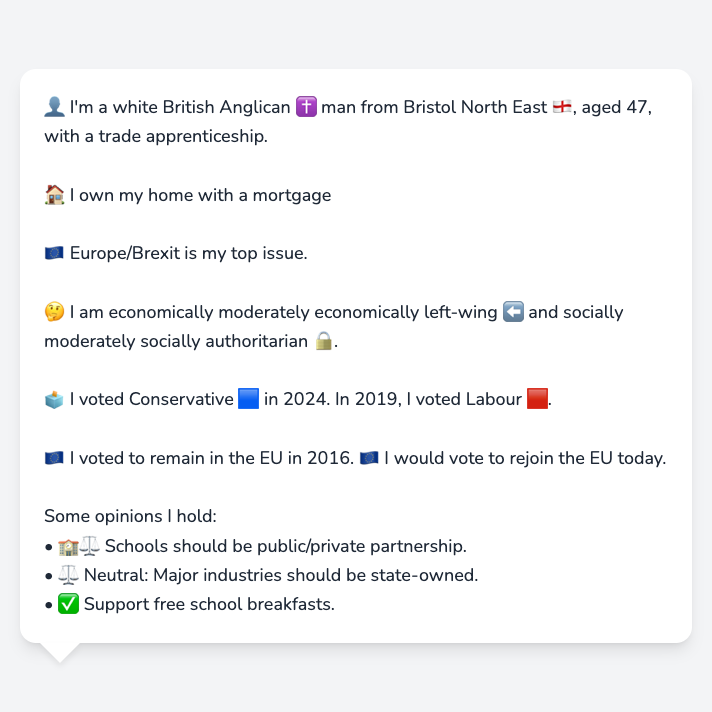 👤 I'm a white British Anglican ✝️ man from Bristol North East 🏴󠁧󠁢󠁥󠁮󠁧󠁿, aged 47,
with a trade apprenticeship.
🏠 I own my home with a mortgage
🇪🇺 Europe/Brexit is my top issue.
🤔 I am economically moderately economically left-wing ⬅️ and socially
moderately socially authoritarian 🔒.
🗳️ I voted Conservative 🟦 in 2024. In 2019, I voted Labour 🟥.
🇪🇺 I voted to remain in the EU in 2016. 🇪🇺 I would vote to rejoin the EU today.
Some opinions I hold:
• 🏫⚖️ Schools should be public/private partnership.
• ⚖️ Neutral: Major industries should be state-owned.
• ✅ Support free school breakfasts.